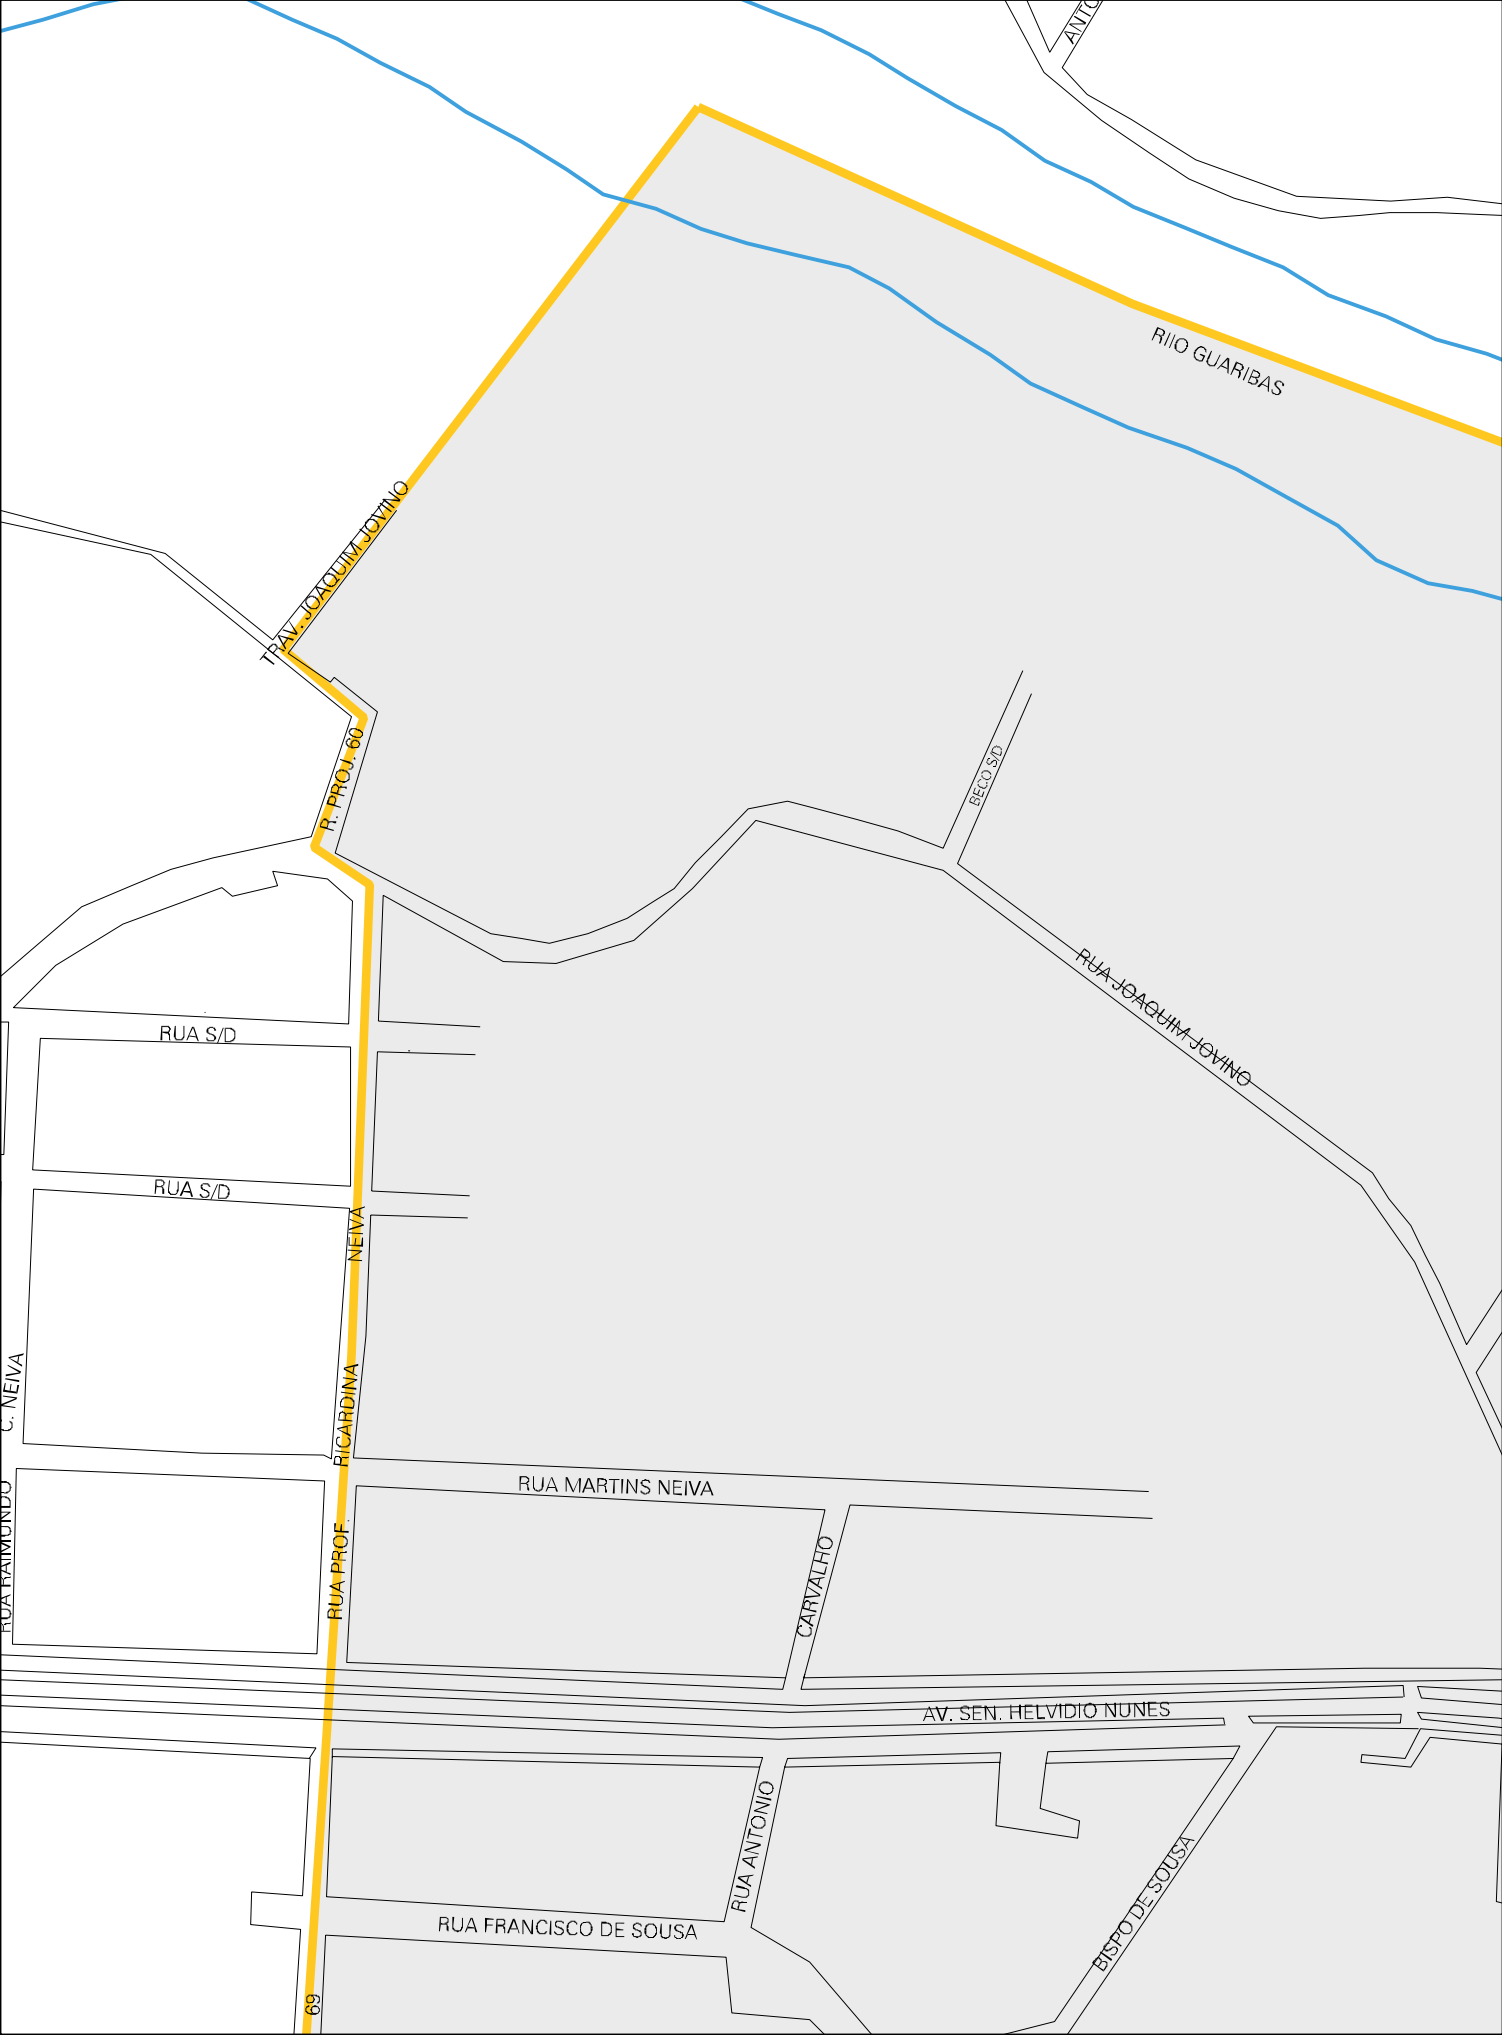 ANTO
RIIO GUARIBAS
TRAV. JOAQUIM JOVINO
R. PROJ. 60
BECO S/D
RUA JOAQUIM JOVINO
RUA S/D
RUA S/D
NEIVA
C. NEIVA
RICARDINA
RUA MARTINS NEIVA
RUA RAIMUNDO
RUA PROF.
CARVALHO
AV. SEN. HELVIDIO NUNES
RUA ANTONIO
BISPO DE SOUSA
RUA FRANCISCO DE SOUSA
69